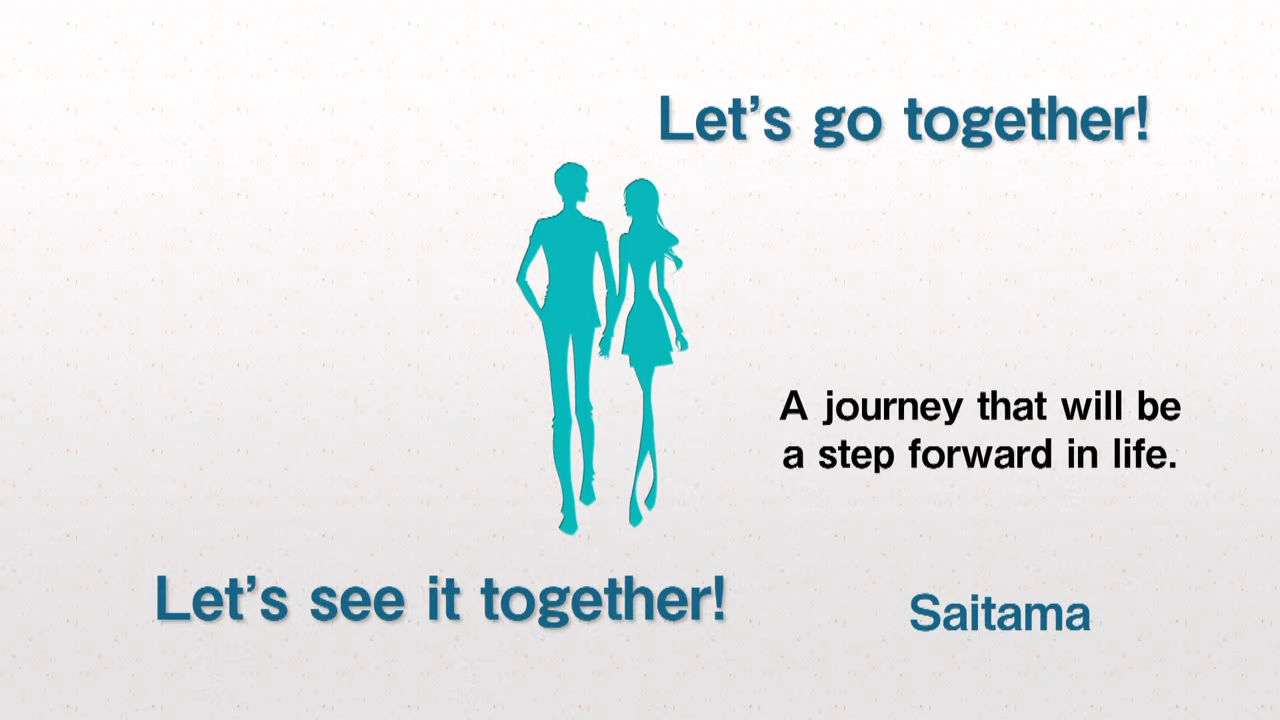 Let’s go together!
A journey that will be
a step forward in life.
Let’s see it together!
Saitama